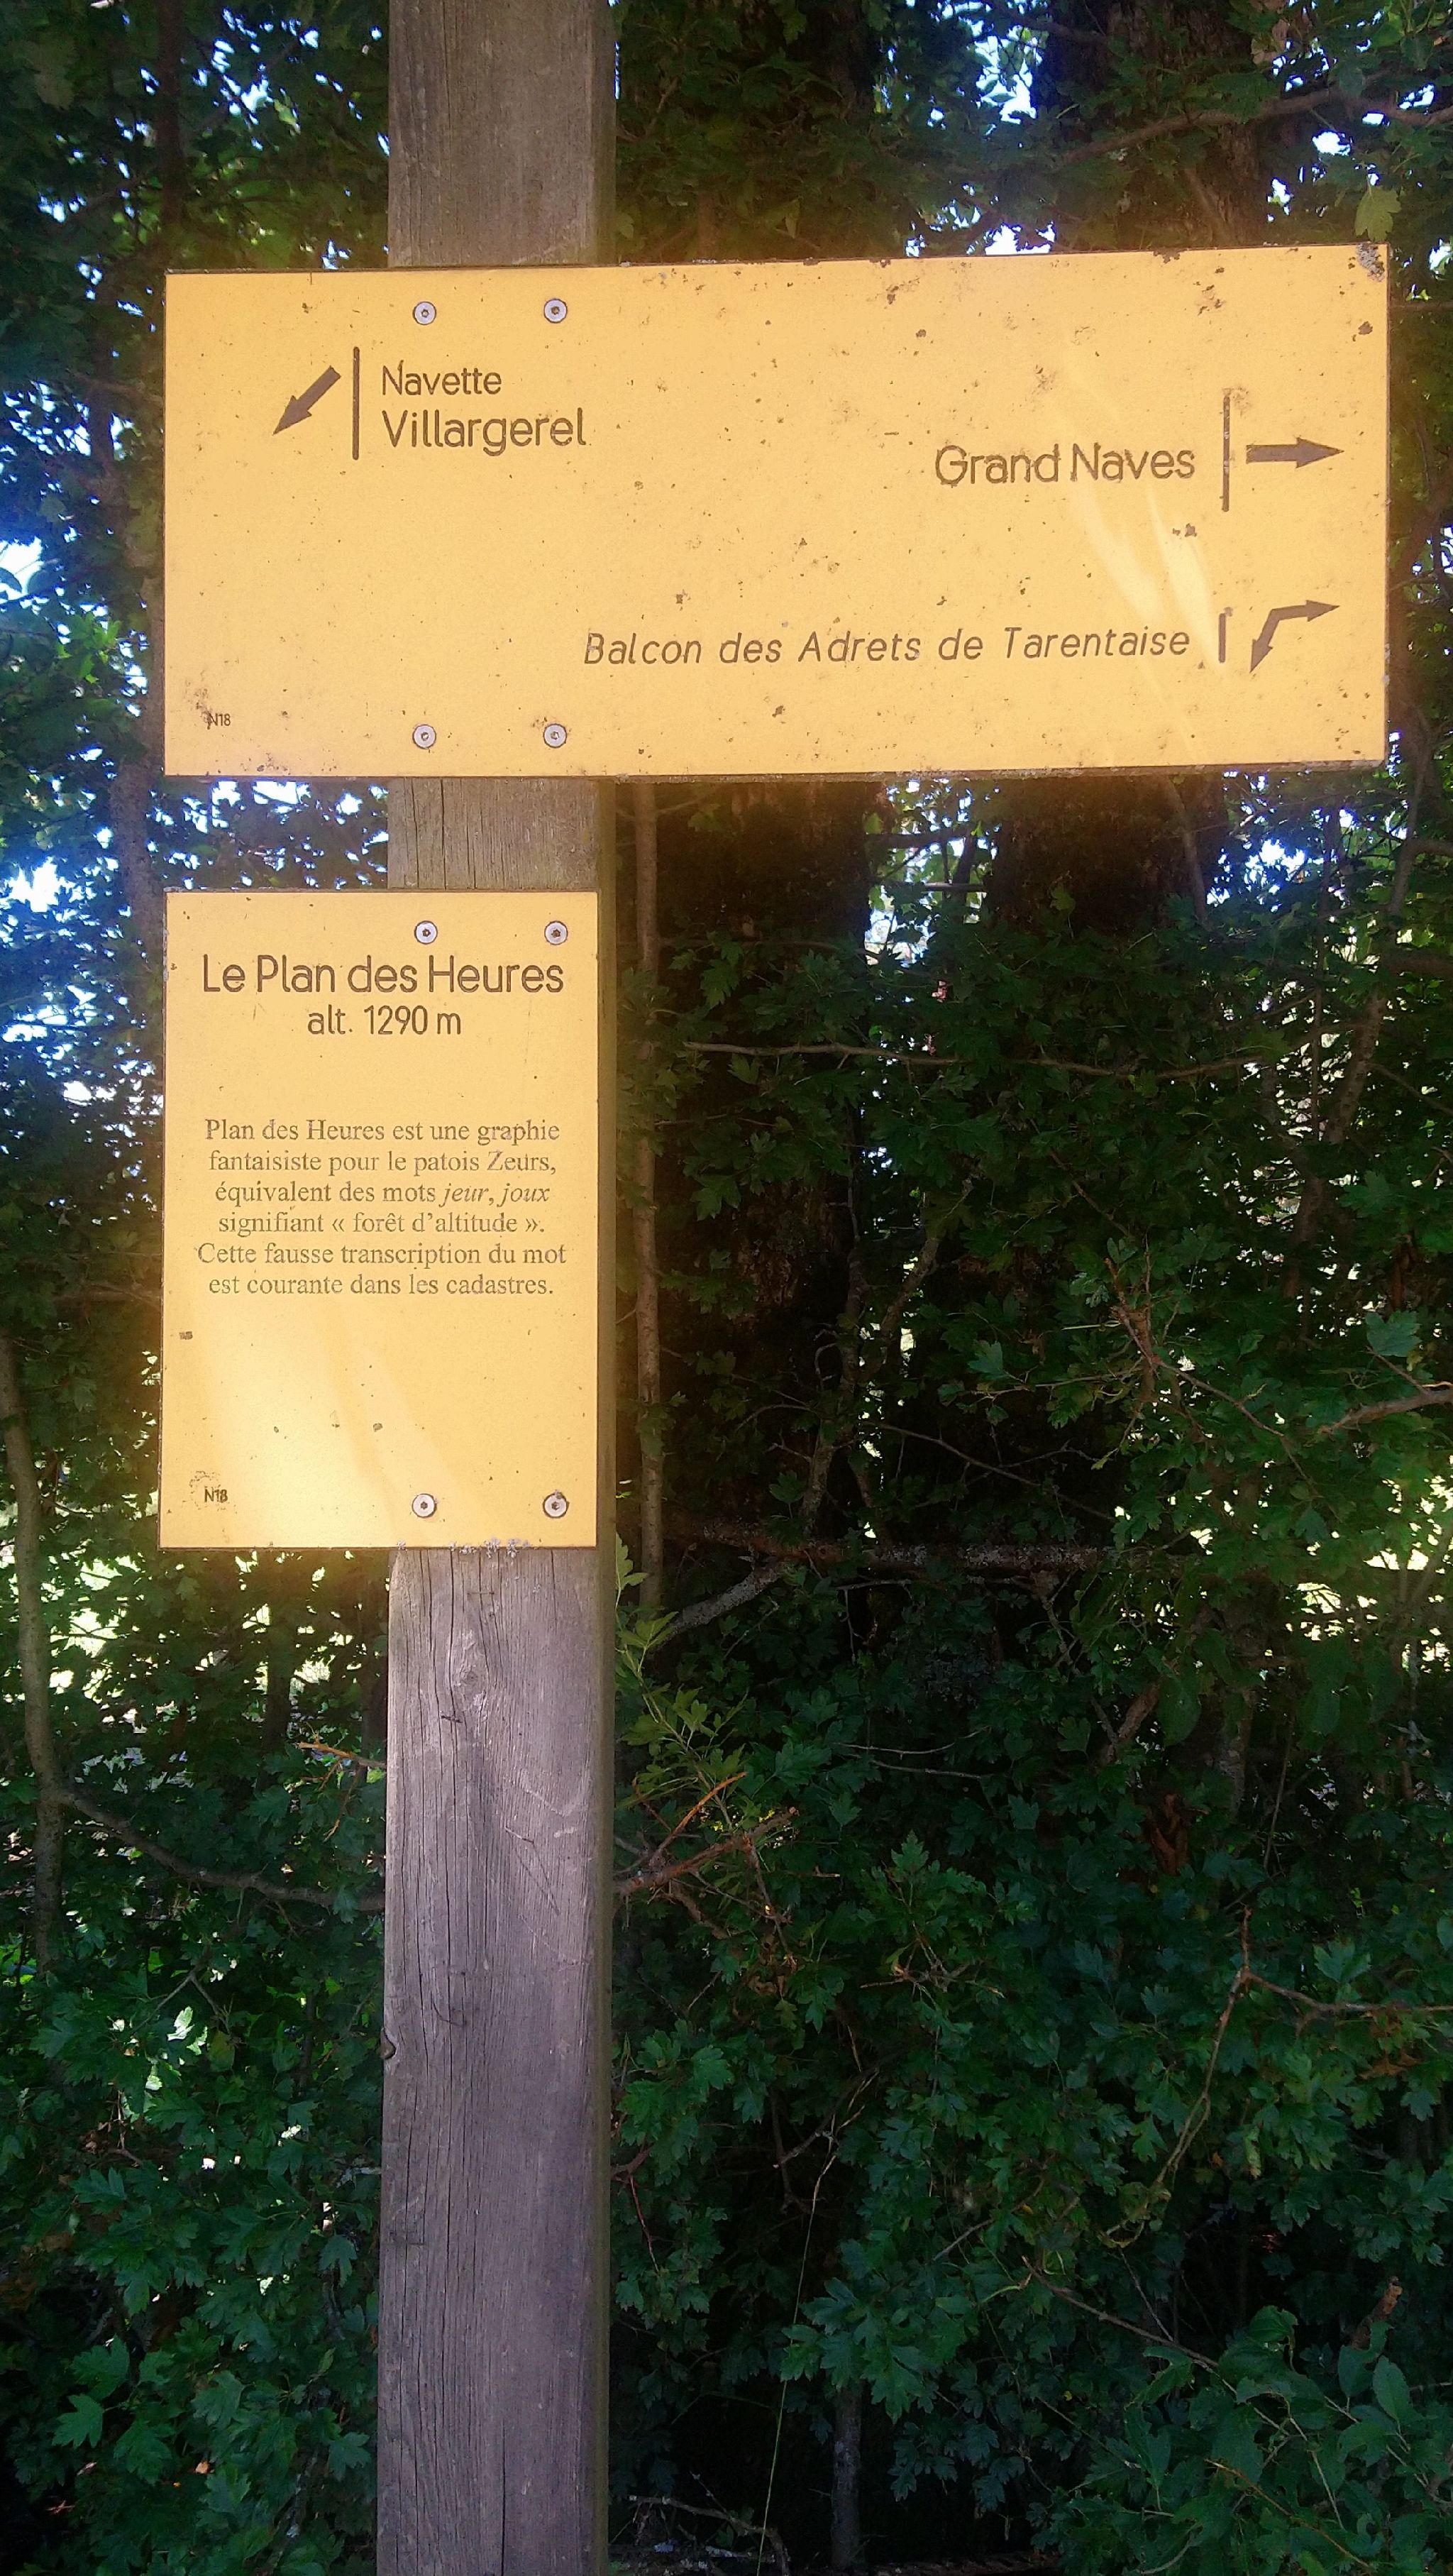 Navette
Villargerel
Grand Naves
Balcon des Adrets de Tarentaise
N18
Le Plan des Heures
alt. 1290 m
Plan des Heures est une graphie
fantaisiste pour le patois Zeurs,
équivalent des mots jeur, joux
signifiant « forêt d'altitude ».
Cette fausse transcription du mot
est courante dans les cadastres.
N18